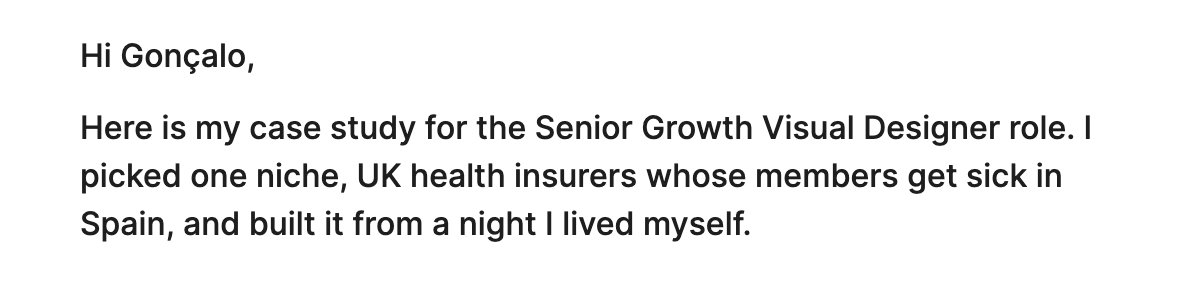 Hi Gonçalo,
Here is my case study for the Senior Growth Visual Designer role. I
picked one niche, UK health insurers whose members get sick in
Spain, and built it from a night I lived myself.